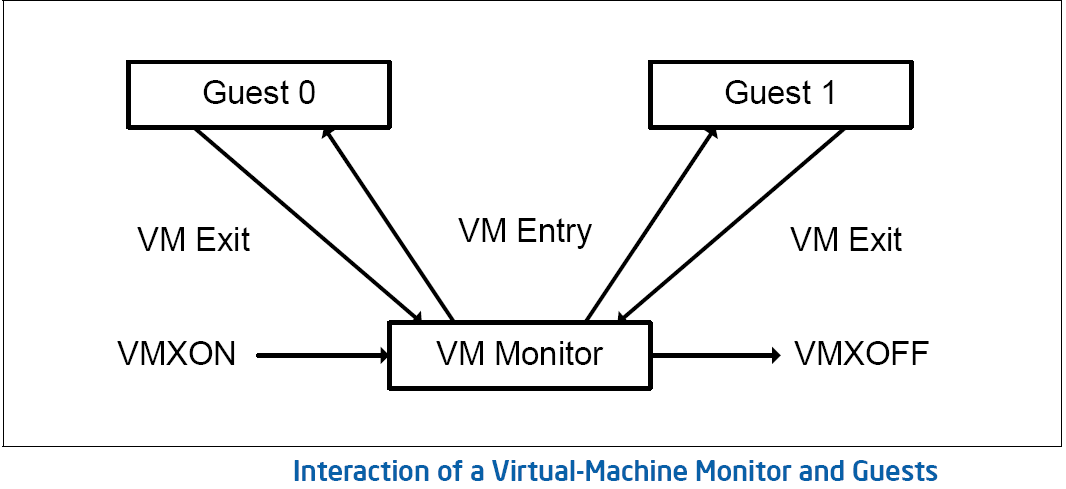 Guest 0
Guest 1
VM Exit
VM Entry
VM Exit
VMXON
VM Monitor
VMXOFF
Interaction of a Virtual-Machine Monitor and Guests